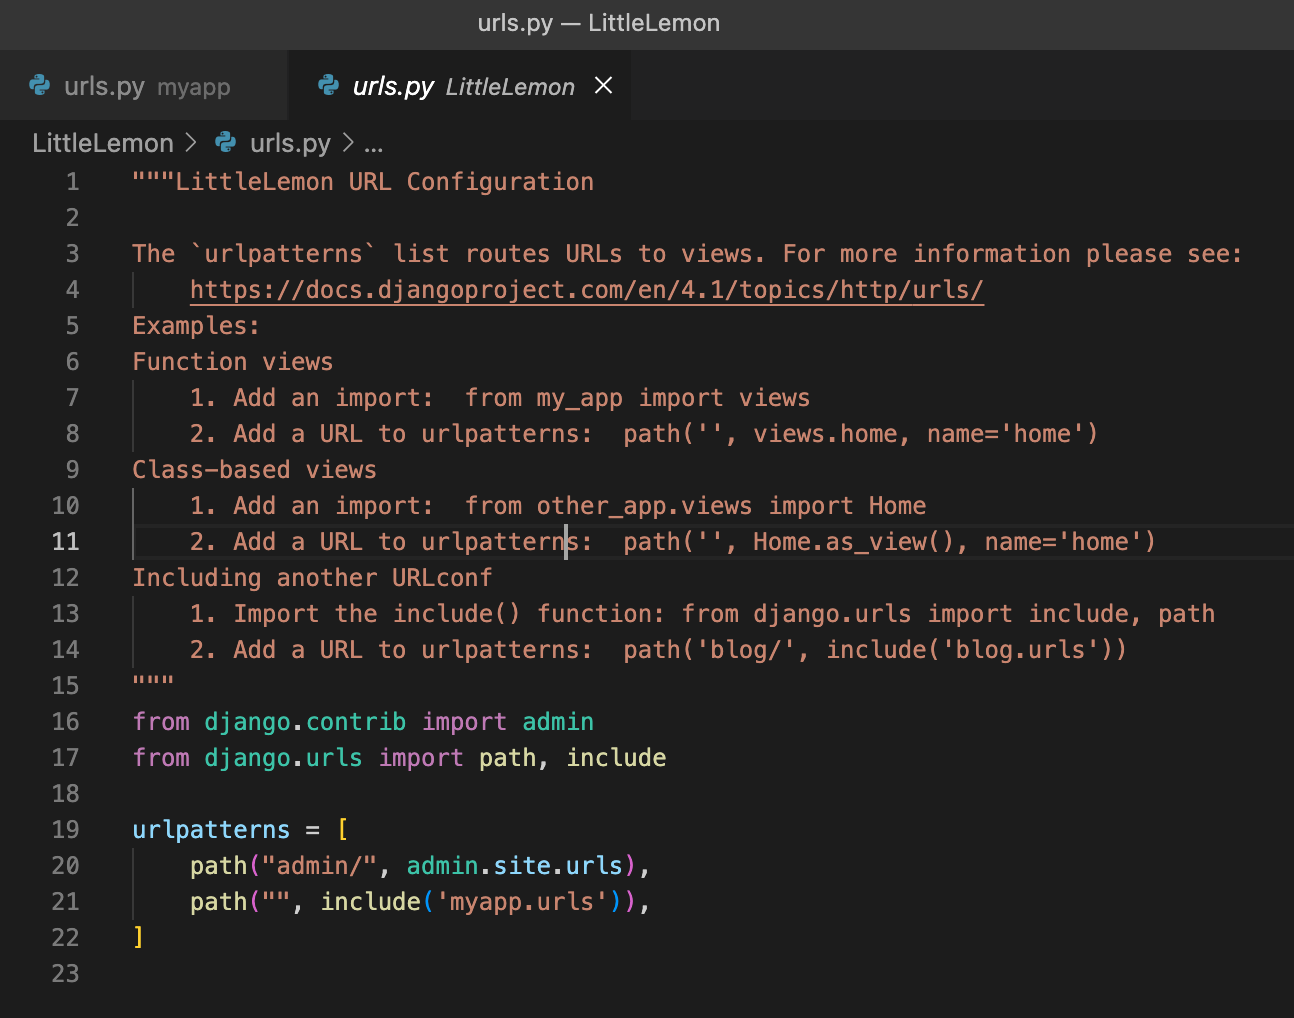 urls.py — LittleLemon
urls.py myapp urls.py LittleLemon
LittleLemon > urls.py > ...
1 """LittleLemon URL Configuration
2
3 The `urlpatterns` list routes URLs to views. For more information please see:
4     https://docs.djangoproject.com/en/4.1/topics/http/urls/
5 Examples:
6 Function views
7     1. Add an import:  from my_app import views
8     2. Add a URL to urlpatterns:  path('', views.home, name='home')
9 Class-based views
10     1. Add an import:  from other_app.views import Home
11     2. Add a URL to urlpatterns:  path('', Home.as_view(), name='home')
12 Including another URLconf
13     1. Import the include() function: from django.urls import include, path
14     2. Add a URL to urlpatterns:  path('blog/', include('blog.urls'))
15 """
16 from django.contrib import admin
17 from django.urls import path, include
18
19 urlpatterns = [
20     path("admin/", admin.site.urls),
21     path("", include('myapp.urls')),
22 ]
23